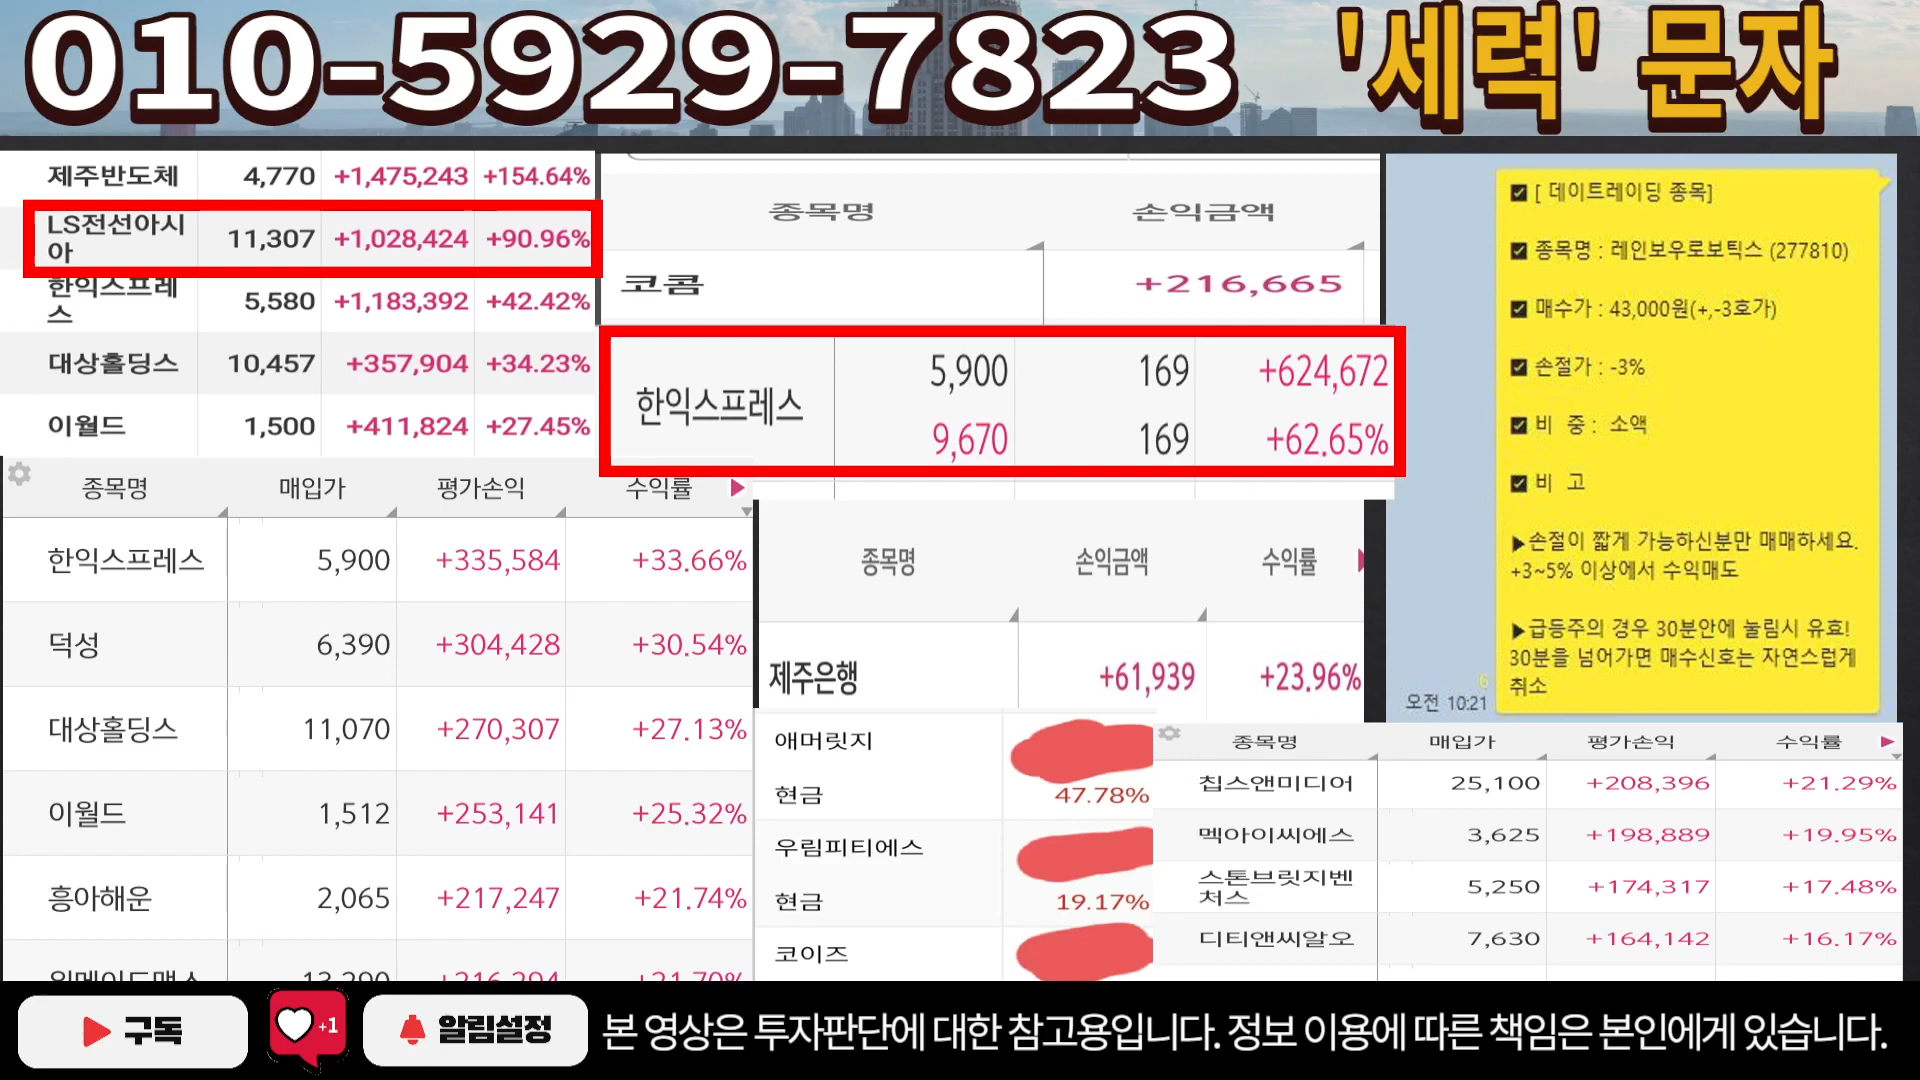 010-5929-7823 '세력' 문자
제주반도체 4,770 +1,475,243 +154.64%
LS전선아시
아 11,307 +1,028,424 +90.96%
한익스프레
스 5,580 +1,183,392 +42.42%
대상홀딩스 10,457 +357,904 +34.23%
이월드 1,500 +411,824 +27.45%
종목명 손익금액
코콤 +216,665
한익스프레스 5,900 169 +624,672
9,670 169 +62.65%
[ 데이트레이딩 종목]
종목명 : 레인보우로보틱스 (277810)
매수가 : 43,000원(+,-3호가)
손절가 : -3%
비 중 : 소액
비 고
▶손절이 짧게 가능하신분만 매매하세요.
+3~5% 이상에서 수익매도
▶급등주의 경우 30분안에 눌림시 유효!
30분을 넘어가면 매수신호는 자연스럽게
취소
6
오전 10:21
종목명 매입가 평가손익 수익률
한익스프레스 5,900 +335,584 +33.66%
덕성 6,390 +304,428 +30.54%
대상홀딩스 11,070 +270,307 +27.13%
이월드 1,512 +253,141 +25.32%
흥아해운 2,065 +217,247 +21.74%
종목명 손익금액 수익률
제주은행 +61,939 +23.96%
애머릿지
현금 47.78%
우림피티에스
현금 19.17%
코이즈
종목명 매입가 평가손익 수익률
칩스앤미디어 25,100 +208,396 +21.29%
멕아이씨에스 3,625 +198,889 +19.95%
스톤브릿지벤
처스 5,250 +174,317 +17.48%
디티앤씨알오 7,630 +164,142 +16.17%
구독 +1 알림설정 본 영상은 투자판단에 대한 참고용입니다. 정보 이용에 따른 책임은 본인에게 있습니다.